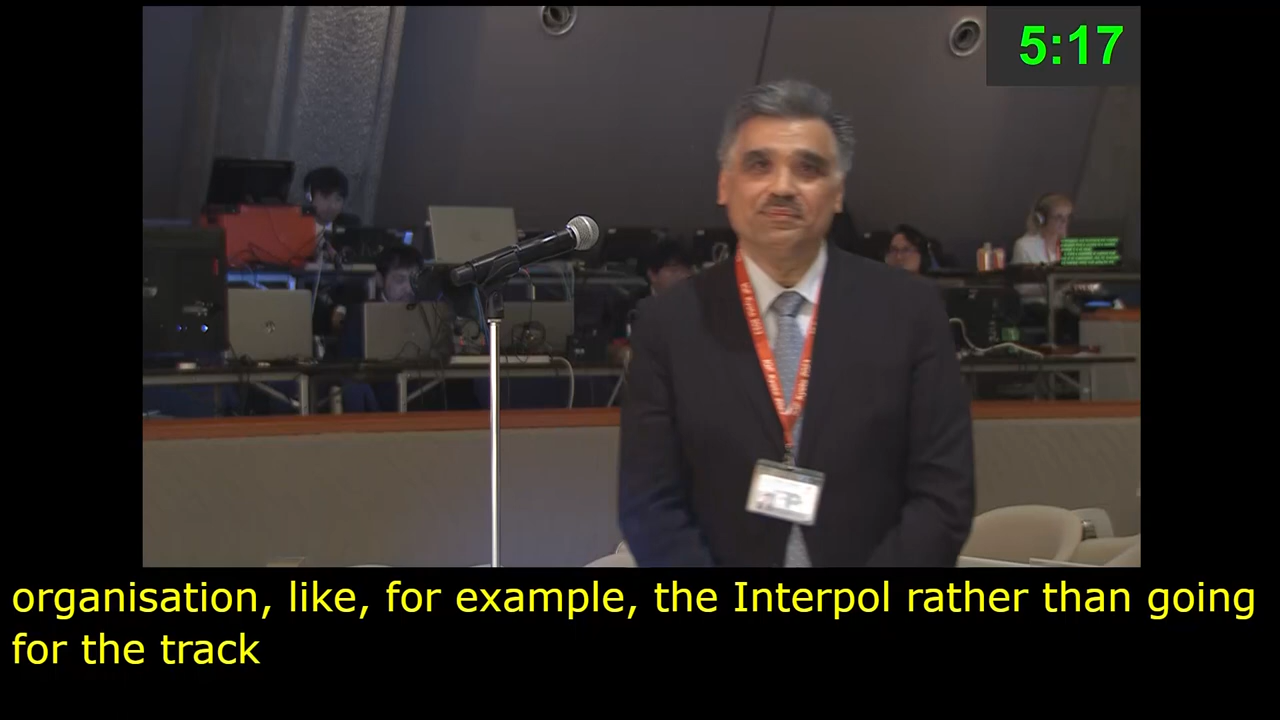 5:17
organisation, like, for example, the Interpol rather than going
for the track